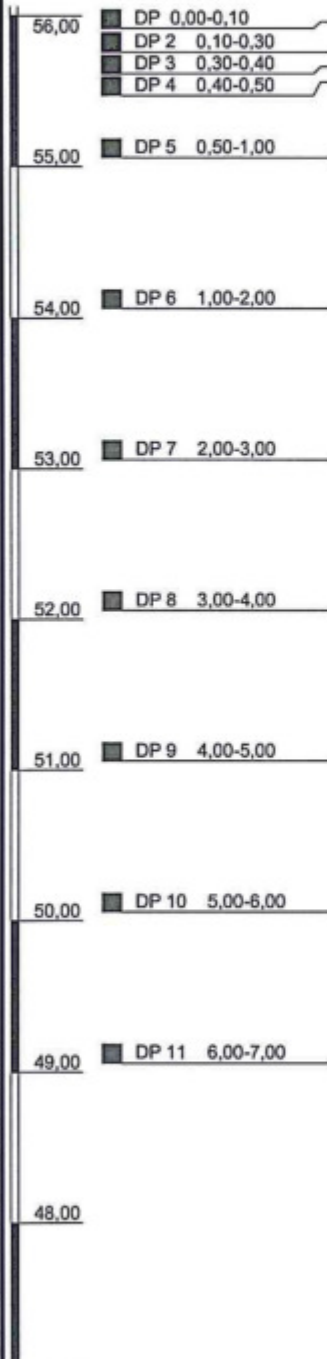 56,00
DP 0,00-0,10
DP 2 0,10-0,30
DP 3 0,30-0,40
DP 4 0,40-0,50
DP 5 0,50-1,00
55,00
DP 6 1,00-2,00
54,00
DP 7 2,00-3,00
53,00
DP 8 3,00-4,00
52,00
DP 9 4,00-5,00
51,00
DP 10 5,00-6,00
50,00
DP 11 6,00-7,00
49,00
48,00